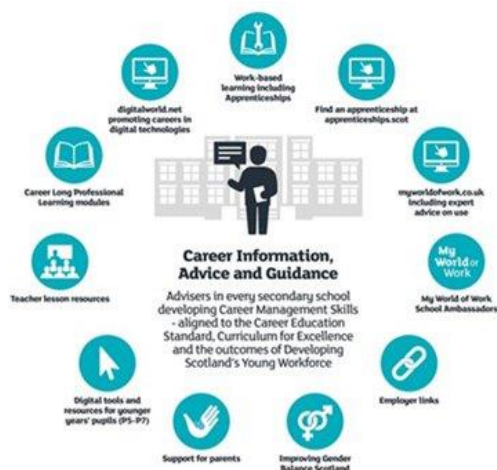 Work-based
learning including
Apprenticeships
digitalworld.net
promoting careers in
digital technologies
Find an apprenticeship at
apprenticeships.scot
Career Long Professional
Learning modules
myworldofwork.co.uk
including expert
advice on use
Career Information,
Advice and Guidance
Advisers in every secondary school
developing Career Management Skills
- aligned to the Career Education
Standard, Curriculum for Excellence
and the outcomes of Developing
Scotland's Young Workforce
Teacher lesson resources
My
World of
Work
My World of Work
School Ambassadors
Digital tools and
resources for younger
years' pupils (P5-P7)
Employer links
Support for parents
Improving Gender
Balance Scotland